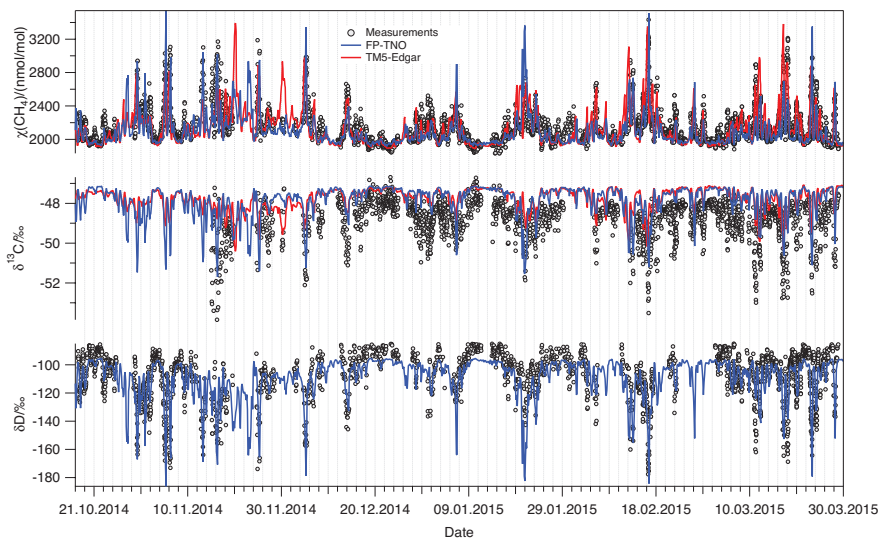 Measurements
FP-TNO
TM5-Edgar
χ(CH₄)/(nmol/mol)
3200
2800
2400
2000
δ¹³C/‰
-48
-50
-52
δD/‰
-100
-120
-140
-160
-180
21.10.2014 10.11.2014 30.11.2014 20.12.2014 09.01.2015 29.01.2015 18.02.2015 10.03.2015 30.03.2015
Date